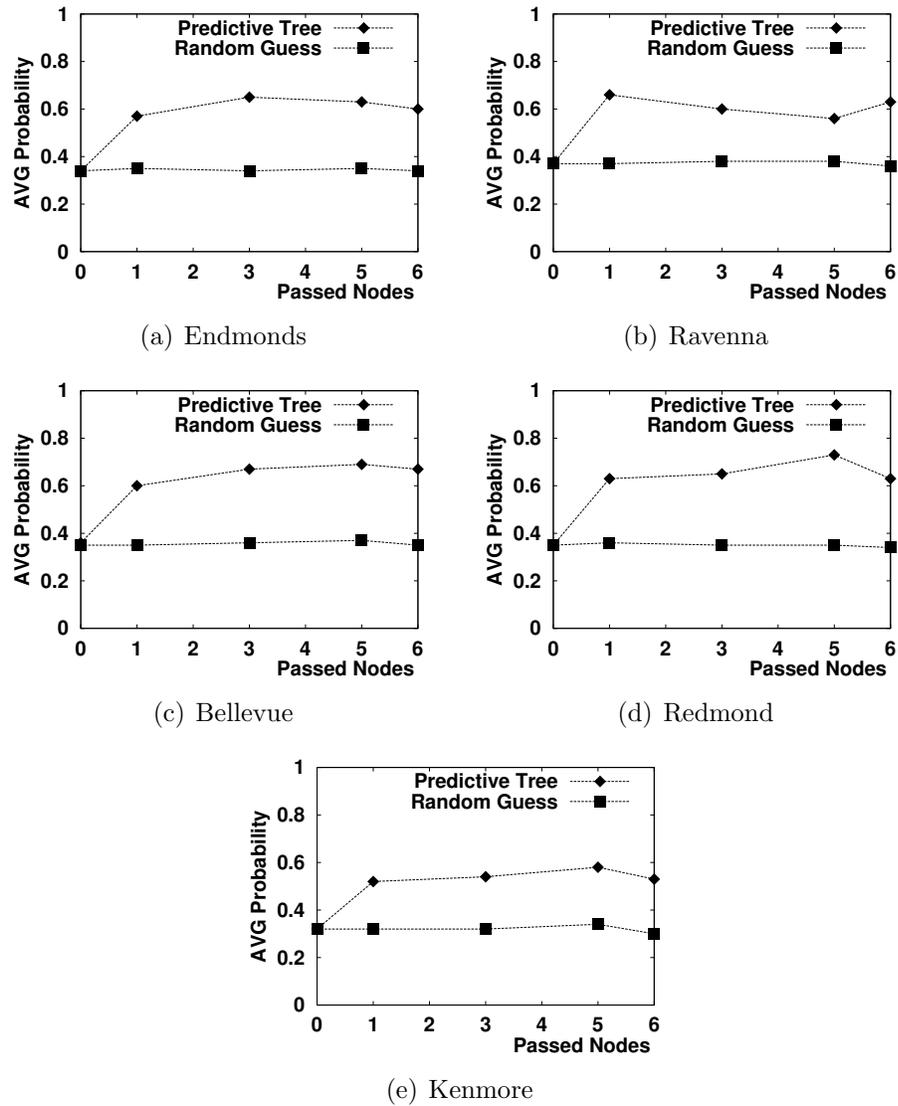 1
0.8
0.6
0.4
0.2
0
AVG Probability
Predictive Tree
Random Guess
0 1 2 3 4 5 6
Passed Nodes
(a) Endmonds
1
0.8
0.6
0.4
0.2
0
AVG Probability
Predictive Tree
Random Guess
0 1 2 3 4 5 6
Passed Nodes
(b) Ravenna
1
0.8
0.6
0.4
0.2
0
AVG Probability
Predictive Tree
Random Guess
0 1 2 3 4 5 6
Passed Nodes
(c) Bellevue
1
0.8
0.6
0.4
0.2
0
AVG Probability
Predictive Tree
Random Guess
0 1 2 3 4 5 6
Passed Nodes
(d) Redmond
1
0.8
0.6
0.4
0.2
0
AVG Probability
Predictive Tree
Random Guess
0 1 2 3 4 5 6
Passed Nodes
(e) Kenmore